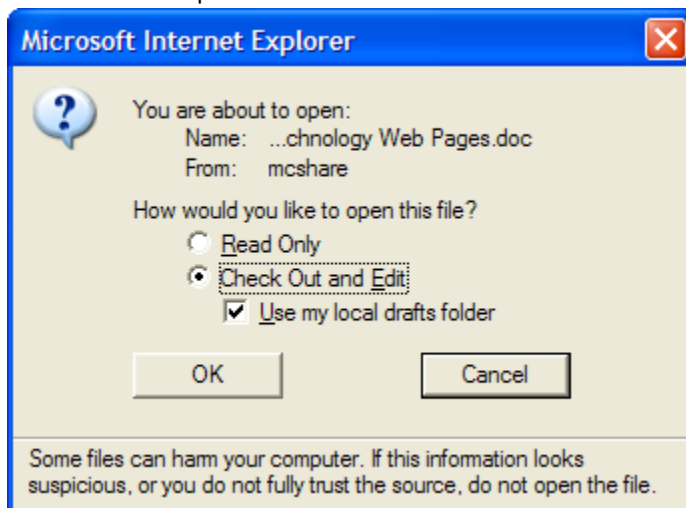 Microsoft Internet Explorer
You are about to open:
Name: ...chnology Web Pages.doc
From: mcshare
How would you like to open this file?
Read Only
Check Out and Edit
Use my local drafts folder
OK
Cancel
Some files can harm your computer. If this information looks
suspicious, or you do not fully trust the source, do not open the file.